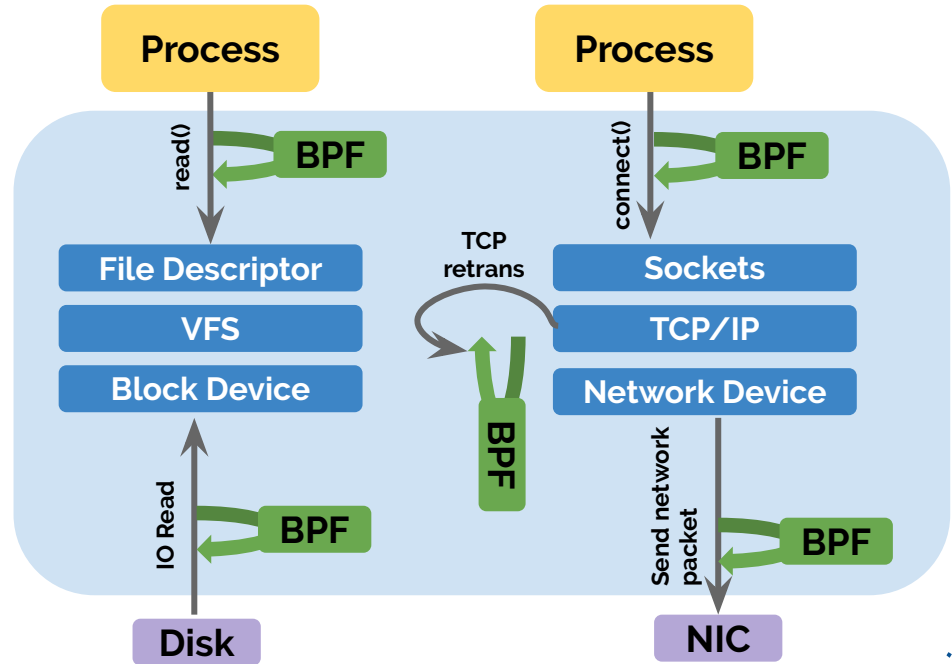 Process
Process
read()
BPF
connect()
BPF
File Descriptor
VFS
Block Device
TCP
retrans
Sockets
TCP/IP
Network Device
BPF
IO Read
BPF
Send network
packet
BPF
Disk
NIC